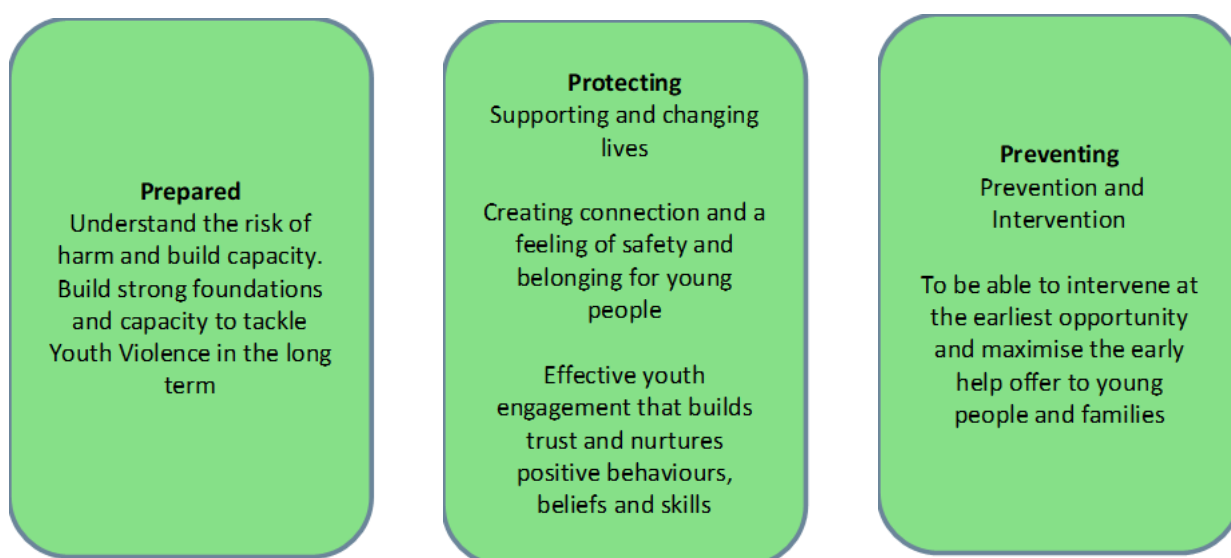 Prepared
Understand the risk of
harm and build capacity.
Build strong foundations
and capacity to tackle
Youth Violence in the long
term
Protecting
Supporting and changing
lives
Creating connection and a
feeling of safety and
belonging for young
people
Effective youth
engagement that builds
trust and nurtures
positive behaviours,
beliefs and skills
Preventing
Prevention and
Intervention
To be able to intervene at
the earliest opportunity
and maximise the early
help offer to young
people and families